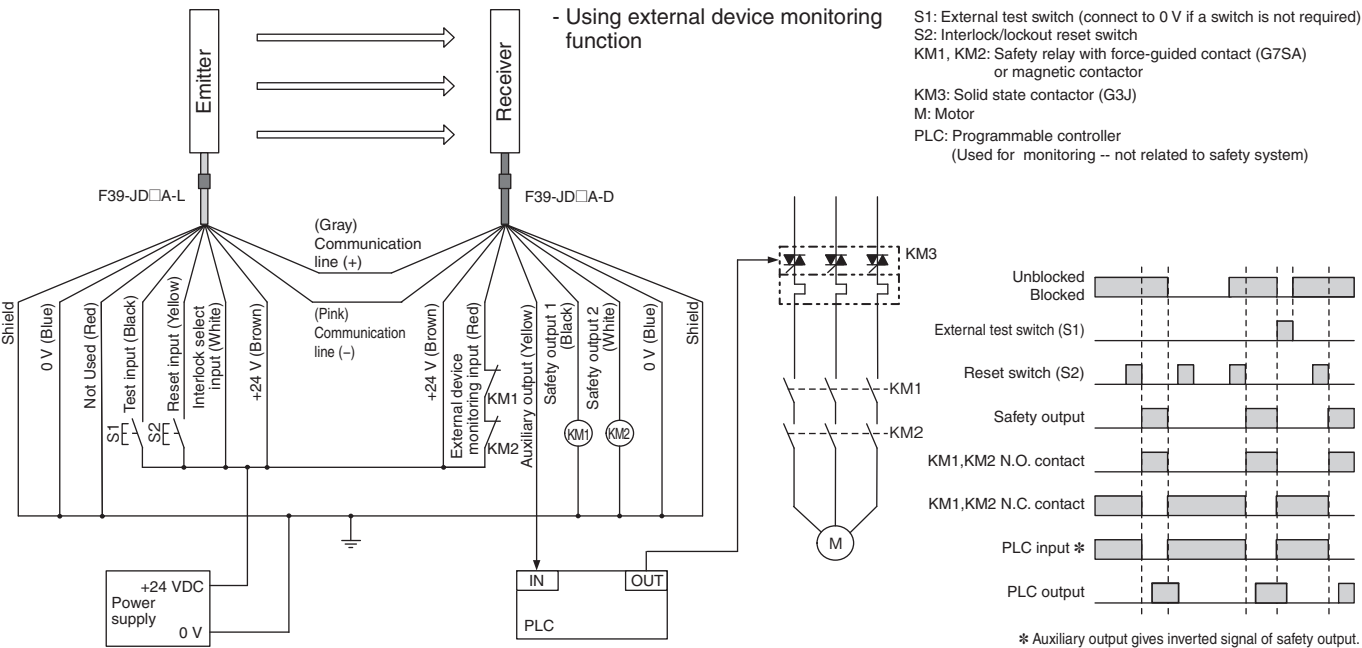 - Using external device monitoring
function
S1: External test switch (connect to 0 V if a switch is not required)
S2: Interlock/lockout reset switch
KM1, KM2: Safety relay with force-guided contact (G7SA)
or magnetic contactor
KM3: Solid state contactor (G3J)
M: Motor
PLC: Programmable controller
(Used for monitoring -- not related to safety system)
Emitter
Receiver
F39-JD□A-L
F39-JD□A-D
(Gray)
Communication
line (+)
(Pink)
Communication
line (−)
Shield
0 V (Blue)
Not Used (Red)
Test input (Black)
Reset input (Yellow)
Interlock select
input (White)
+24 V (Brown)
S1
S2
+24 V (Brown)
External device
monitoring input (Red)
KM1
KM2
Auxiliary output (Yellow)
Safety output 1
(Black)
Safety output 2
(White)
0 V (Blue)
Shield
KM1
KM2
+24 VDC
Power
supply
0 V
IN
OUT
PLC
KM3
KM1
KM2
M
Unblocked
Blocked
External test switch (S1)
Reset switch (S2)
Safety output
KM1,KM2 N.O. contact
KM1,KM2 N.C. contact
PLC input ✻
PLC output
✻ Auxiliary output gives inverted signal of safety output.